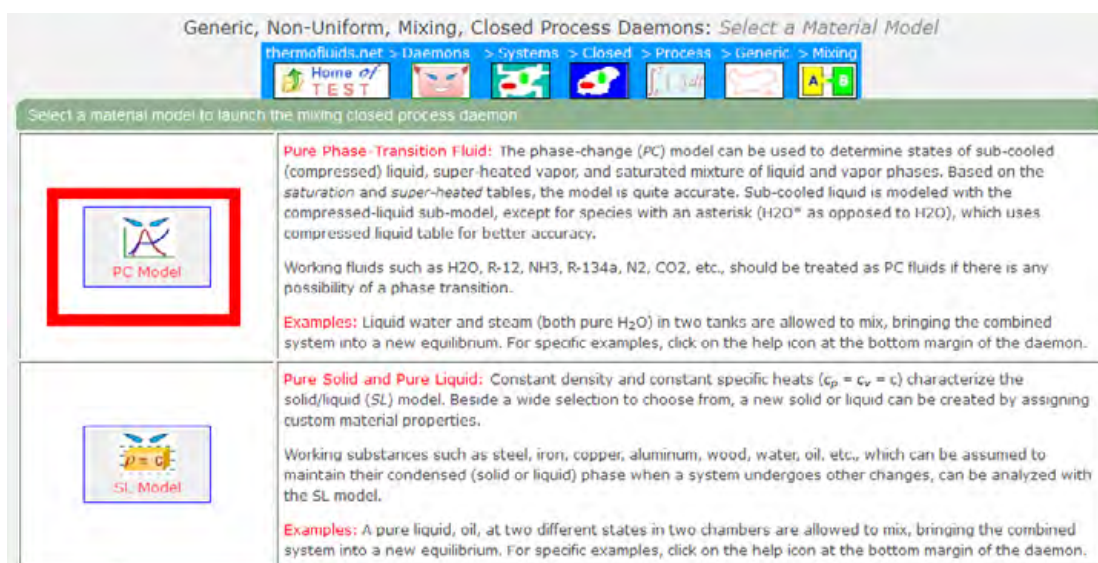 Generic, Non-Uniform, Mixing, Closed Process Daemons: Select a Material Model
thermofluids.net > Daemons > Systems > Closed > Process > Generic > Mixing
Home of
TEST
A B
Select a material model to launch the mixing closed process daemon
Pure Phase-Transition Fluid: The phase-change (PC) model can be used to determine states of sub-cooled
(compressed) liquid, super-heated vapor, and saturated mixture of liquid and vapor phases. Based on the
saturation and super-heated tables, the model is quite accurate. Sub-cooled liquid is modeled with the
compressed-liquid sub-model, except for species with an asterisk (H2O* as opposed to H2O), which uses
compressed liquid table for better accuracy.
PC Model
Working fluids such as H2O, R-12, NH3, R-134a, N2, CO2, etc., should be treated as PC fluids if there is any
possibility of a phase transition.
Examples: Liquid water and steam (both pure H₂O) in two tanks are allowed to mix, bringing the combined
system into a new equilibrium. For specific examples, click on the help icon at the bottom margin of the daemon.
Pure Solid and Pure Liquid: Constant density and constant specific heats (cₚ = cᵥ = c) characterize the
solid/liquid (SL) model. Beside a wide selection to choose from, a new solid or liquid can be created by assigning
custom material properties.
ρ = c
SL Model
Working substances such as steel, iron, copper, aluminum, wood, water, oil, etc., which can be assumed to
maintain their condensed (solid or liquid) phase when a system undergoes other changes, can be analyzed with
the SL model.
Examples: A pure liquid, oil, at two different states in two chambers are allowed to mix, bringing the combined
system into a new equilibrium. For specific examples, click on the help icon at the bottom margin of the daemon.